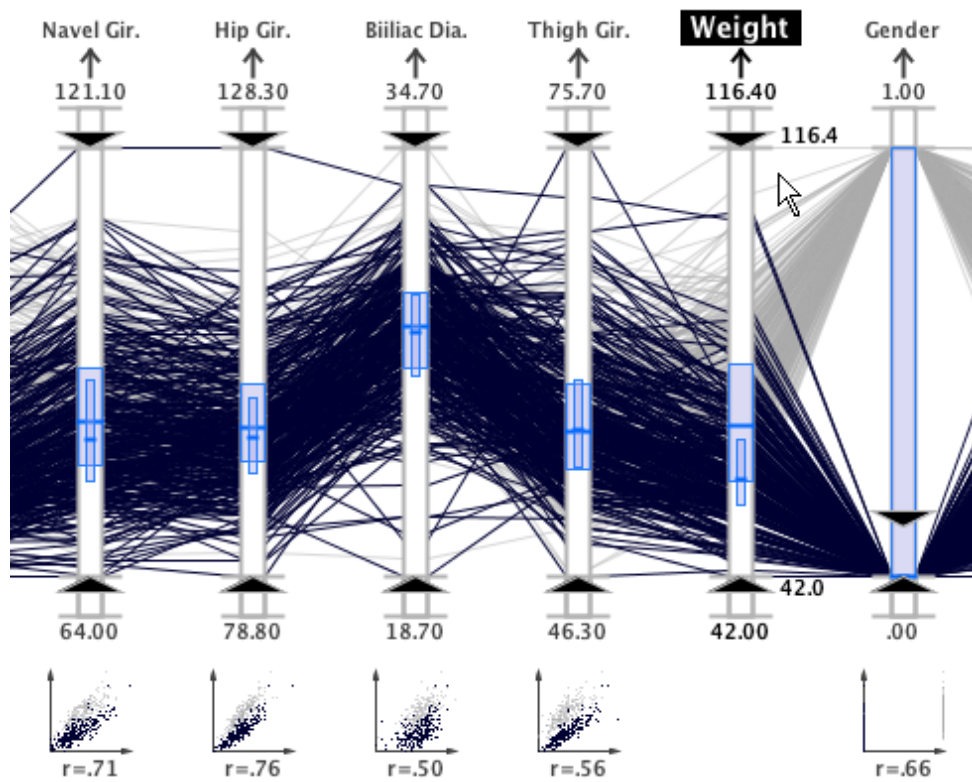 Navel Gir. Hip Gir. Biiliac Dia. Thigh Gir. Weight Gender
121.10 128.30 34.70 75.70 116.40 1.00
116.4
42.0
64.00 78.80 18.70 46.30 42.00 .00
r=.71 r=.76 r=.50 r=.56 r=.66